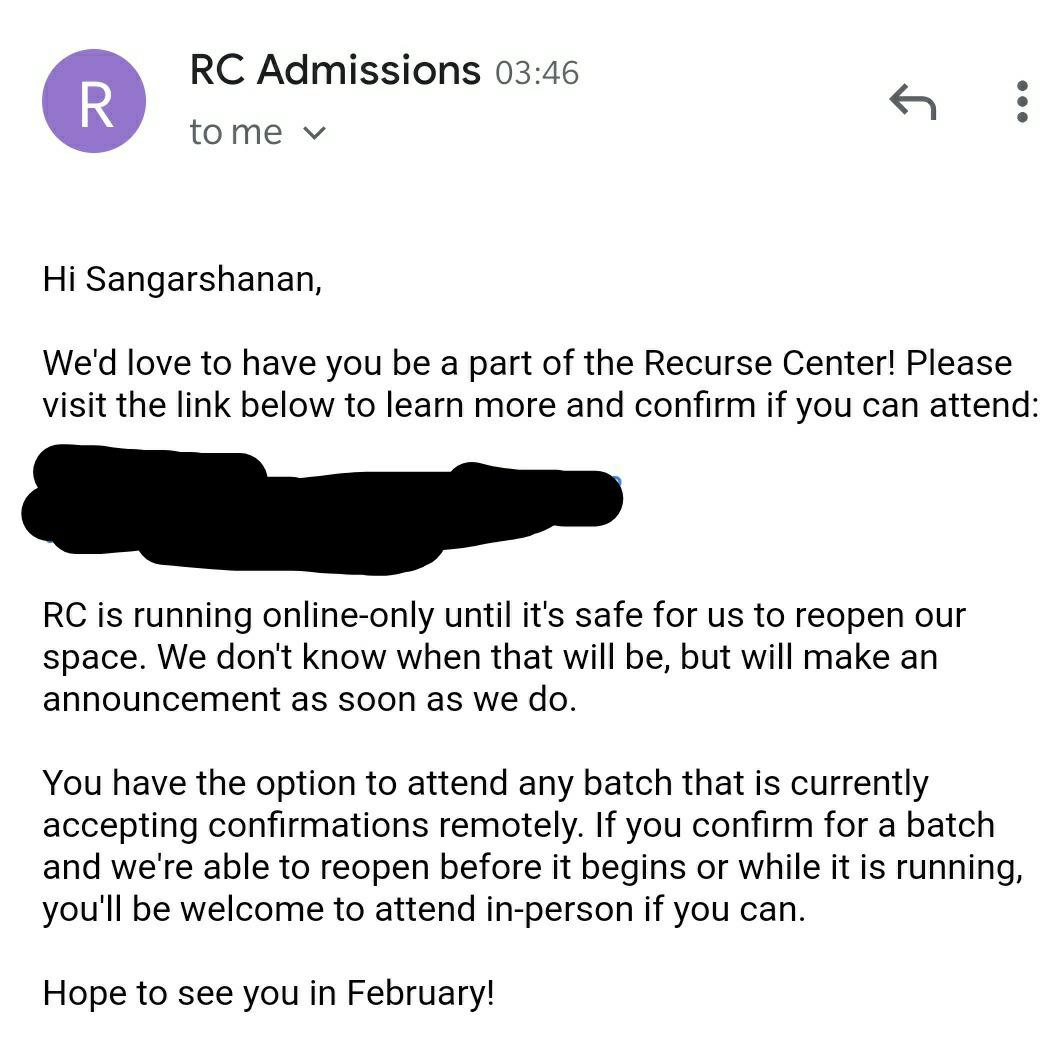 R
RC Admissions 03:46
to me
Hi Sangarshanan,
We'd love to have you be a part of the Recurse Center! Please
visit the link below to learn more and confirm if you can attend:
RC is running online-only until it's safe for us to reopen our
space. We don't know when that will be, but will make an
announcement as soon as we do.
You have the option to attend any batch that is currently
accepting confirmations remotely. If you confirm for a batch
and we're able to reopen before it begins or while it is running,
you'll be welcome to attend in-person if you can.
Hope to see you in February!